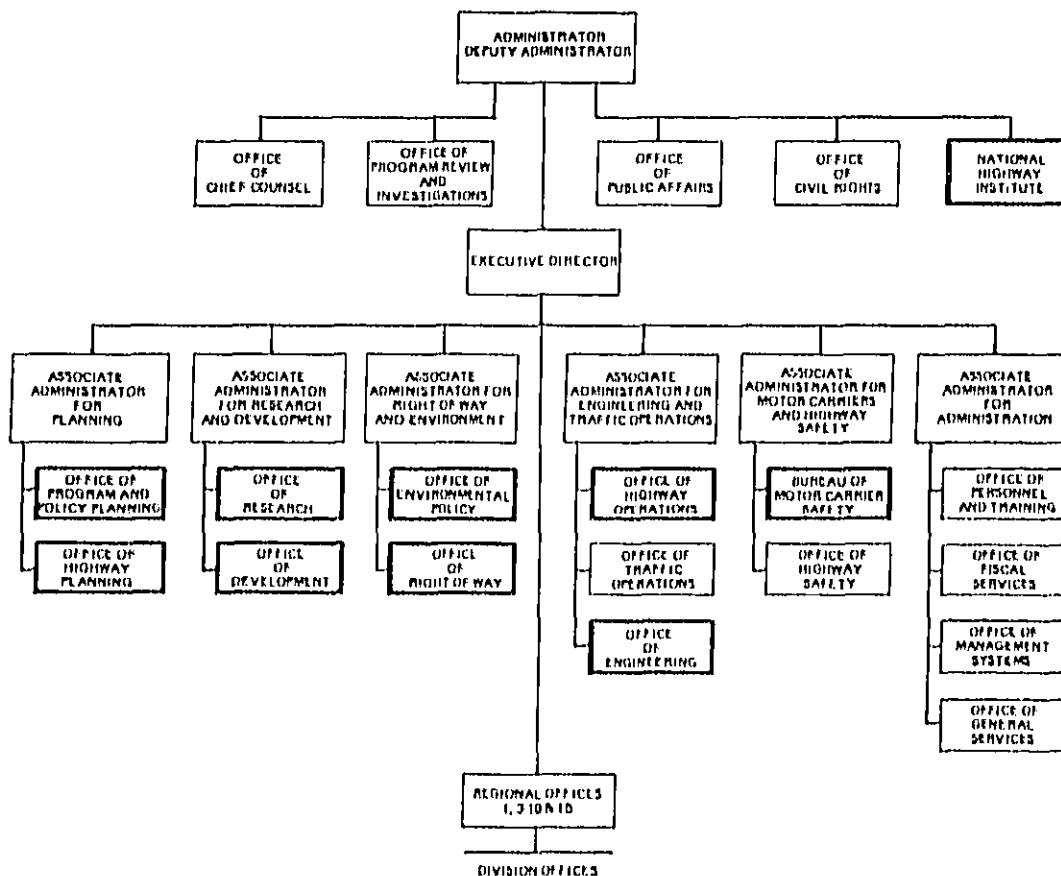 ADMINISTRATOR
DEPUTY ADMINISTRATOR
OFFICE
OF
CHIEF COUNSEL
OFFICE OF
PROGRAM REVIEW
AND
INVESTIGATIONS
OFFICE
OF
PUBLIC AFFAIRS
OFFICE
OF
CIVIL RIGHTS
NATIONAL
HIGHWAY
INSTITUTE
EXECUTIVE DIRECTOR
ASSOCIATE
ADMINISTRATOR
FOR
PLANNING
ASSOCIATE
ADMINISTRATOR
FOR RESEARCH
AND DEVELOPMENT
ASSOCIATE
ADMINISTRATOR FOR
RIGHT OF WAY
AND ENVIRONMENT
ASSOCIATE
ADMINISTRATOR FOR
ENGINEERING AND
TRAFFIC OPERATIONS
ASSOCIATE
ADMINISTRATOR FOR
MOTOR CARRIERS
AND HIGHWAY
SAFETY
ASSOCIATE
ADMINISTRATOR
FOR
ADMINISTRATION
OFFICE OF
PROGRAM AND
POLICY PLANNING
OFFICE
OF
RESEARCH
OFFICE OF
ENVIRONMENTAL
POLICY
OFFICE OF
HIGHWAY
OPERATIONS
BUREAU OF
MOTOR CARRIER
SAFETY
OFFICE OF
PERSONNEL
AND TRAINING
OFFICE OF
HIGHWAY
PLANNING
OFFICE
OF
DEVELOPMENT
OFFICE
OF
RIGHT OF WAY
OFFICE OF
TRAFFIC
OPERATIONS
OFFICE OF
HIGHWAY
SAFETY
OFFICE OF
FISCAL
SERVICES
OFFICE
OF
ENGINEERING
OFFICE OF
MANAGEMENT
SYSTEMS
OFFICE OF
GENERAL
SERVICES
REGIONAL OFFICES
DIVISION OFFICES